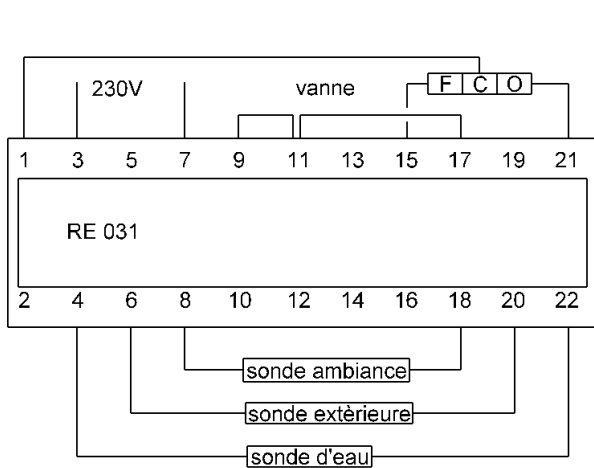 230V vanne F C O
1 3 5 7 9 11 13 15 17 19 21
RE 031
2 4 6 8 10 12 14 16 18 20 22
sonde ambiance
sonde extèrieure
sonde d'eau